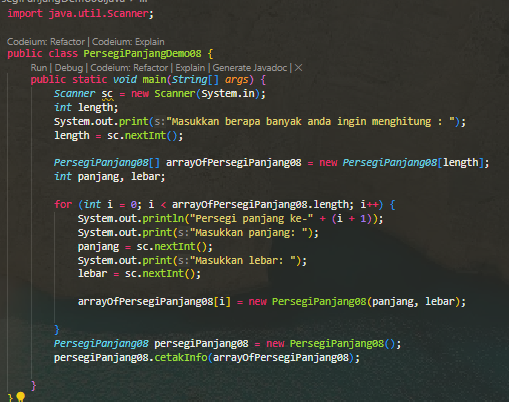 import java.util.Scanner;
Codeium: Refactor | Codeium: Explain
public class PersegiPanjangDemo08 {
Run | Debug | Codeium: Refactor | Explain | Generate Javadoc | ×
public static void main(String[] args) {
Scanner sc = new Scanner(System.in);
int length;
System.out.print(s:"Masukkan berapa banyak anda ingin menghitung : ");
length = sc.nextInt();
PersegiPanjang08[] arrayOfPersegiPanjang08 = new PersegiPanjang08[length];
int panjang, lebar;
for (int i = 0; i < arrayOfPersegiPanjang08.length; i++) {
System.out.println("Persegi panjang ke-" + (i + 1));
System.out.print(s:"Masukkan panjang: ");
panjang = sc.nextInt();
System.out.print(s:"Masukkan lebar: ");
lebar = sc.nextInt();
arrayOfPersegiPanjang08[i] = new PersegiPanjang08(panjang, lebar);
}
PersegiPanjang08 persegiPanjang08 = new PersegiPanjang08();
persegiPanjang08.cetakInfo(arrayOfPersegiPanjang08);
}
}